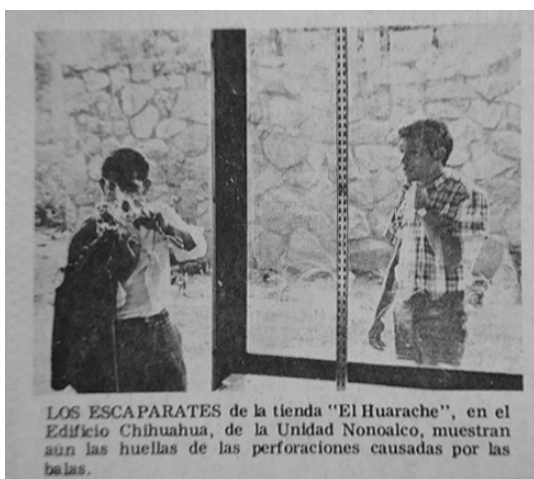 LOS ESCAPARATES de la tienda "El Huarache", en el
Edificio Chihuahua, de la Unidad Nonoalco, muestran
aún las huellas de las perforaciones causadas por las
balas.